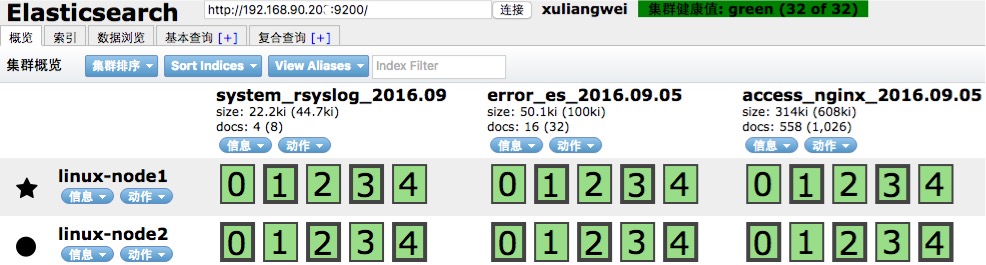 Elasticsearch http://192.168.90.20 :9200/ 连接 xuliangwei 集群健康值: green (32 of 32)
概览 索引 数据浏览 基本查询 [+] 复合查询 [+]
集群概览 集群排序 Sort Indices View Aliases Index Filter
system_rsyslog_2016.09 error_es_2016.09.05 access_nginx_2016.09.05
size: 22.2ki (44.7ki) size: 50.1ki (100ki) size: 314ki (608ki)
docs: 4 (8) docs: 16 (32) docs: 558 (1,026)
信息 动作 信息 动作 信息 动作
linux-node1 0 1 2 3 4 0 1 2 3 4 0 1 2 3 4
信息 动作
linux-node2 0 1 2 3 4 0 1 2 3 4 0 1 2 3 4
信息 动作